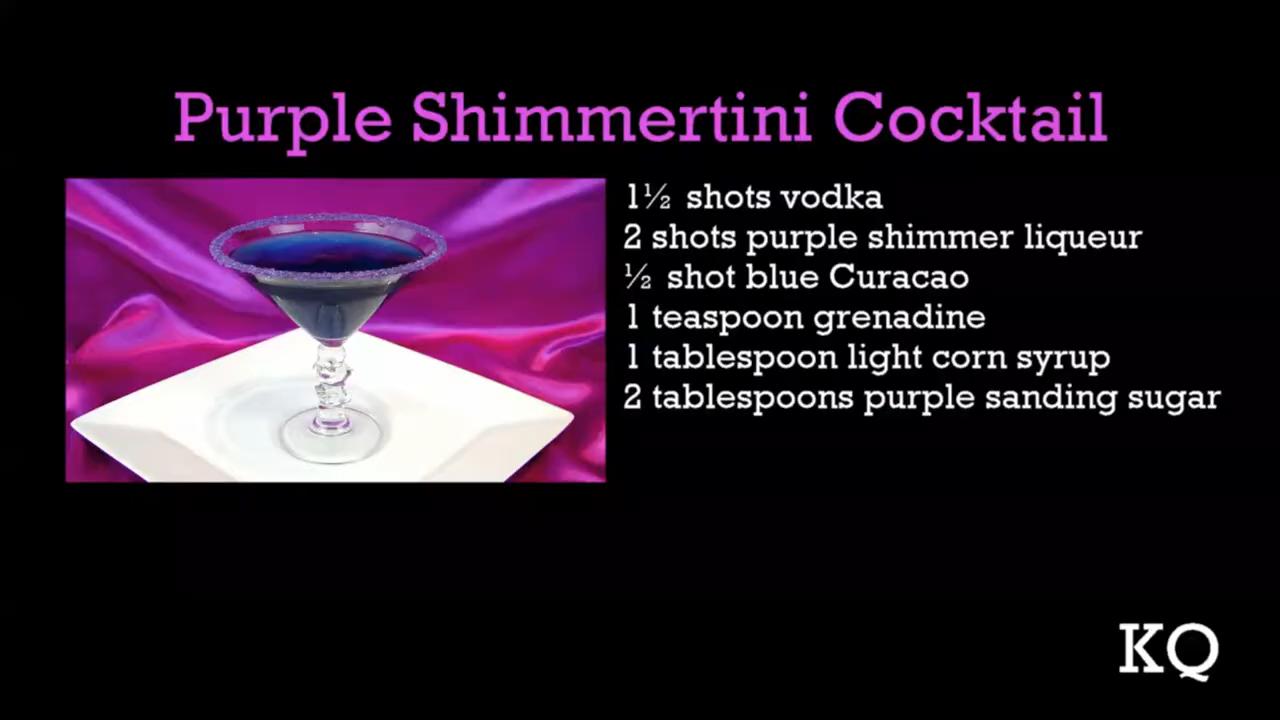 Purple Shimmertini Cocktail
1½ shots vodka
2 shots purple shimmer liqueur
½ shot blue Curacao
1 teaspoon grenadine
1 tablespoon light corn syrup
2 tablespoons purple sanding sugar
KQ